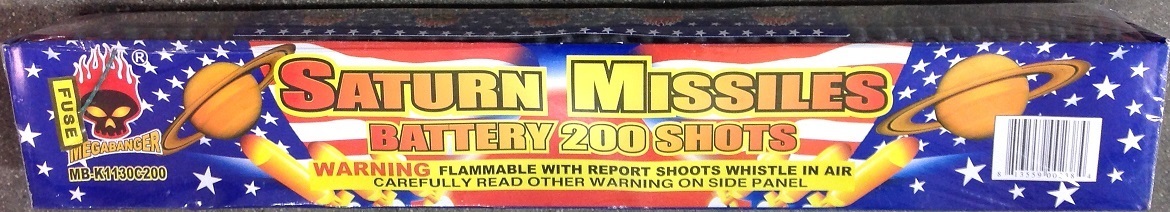 FUSE
®
MEGABANGER
MB-K1130C200
SATURN MISSILES
BATTERY 200 SHOTS
WARNING FLAMMABLE WITH REPORT SHOOTS WHISTLE IN AIR
CAREFULLY READ OTHER WARNING ON SIDE PANEL